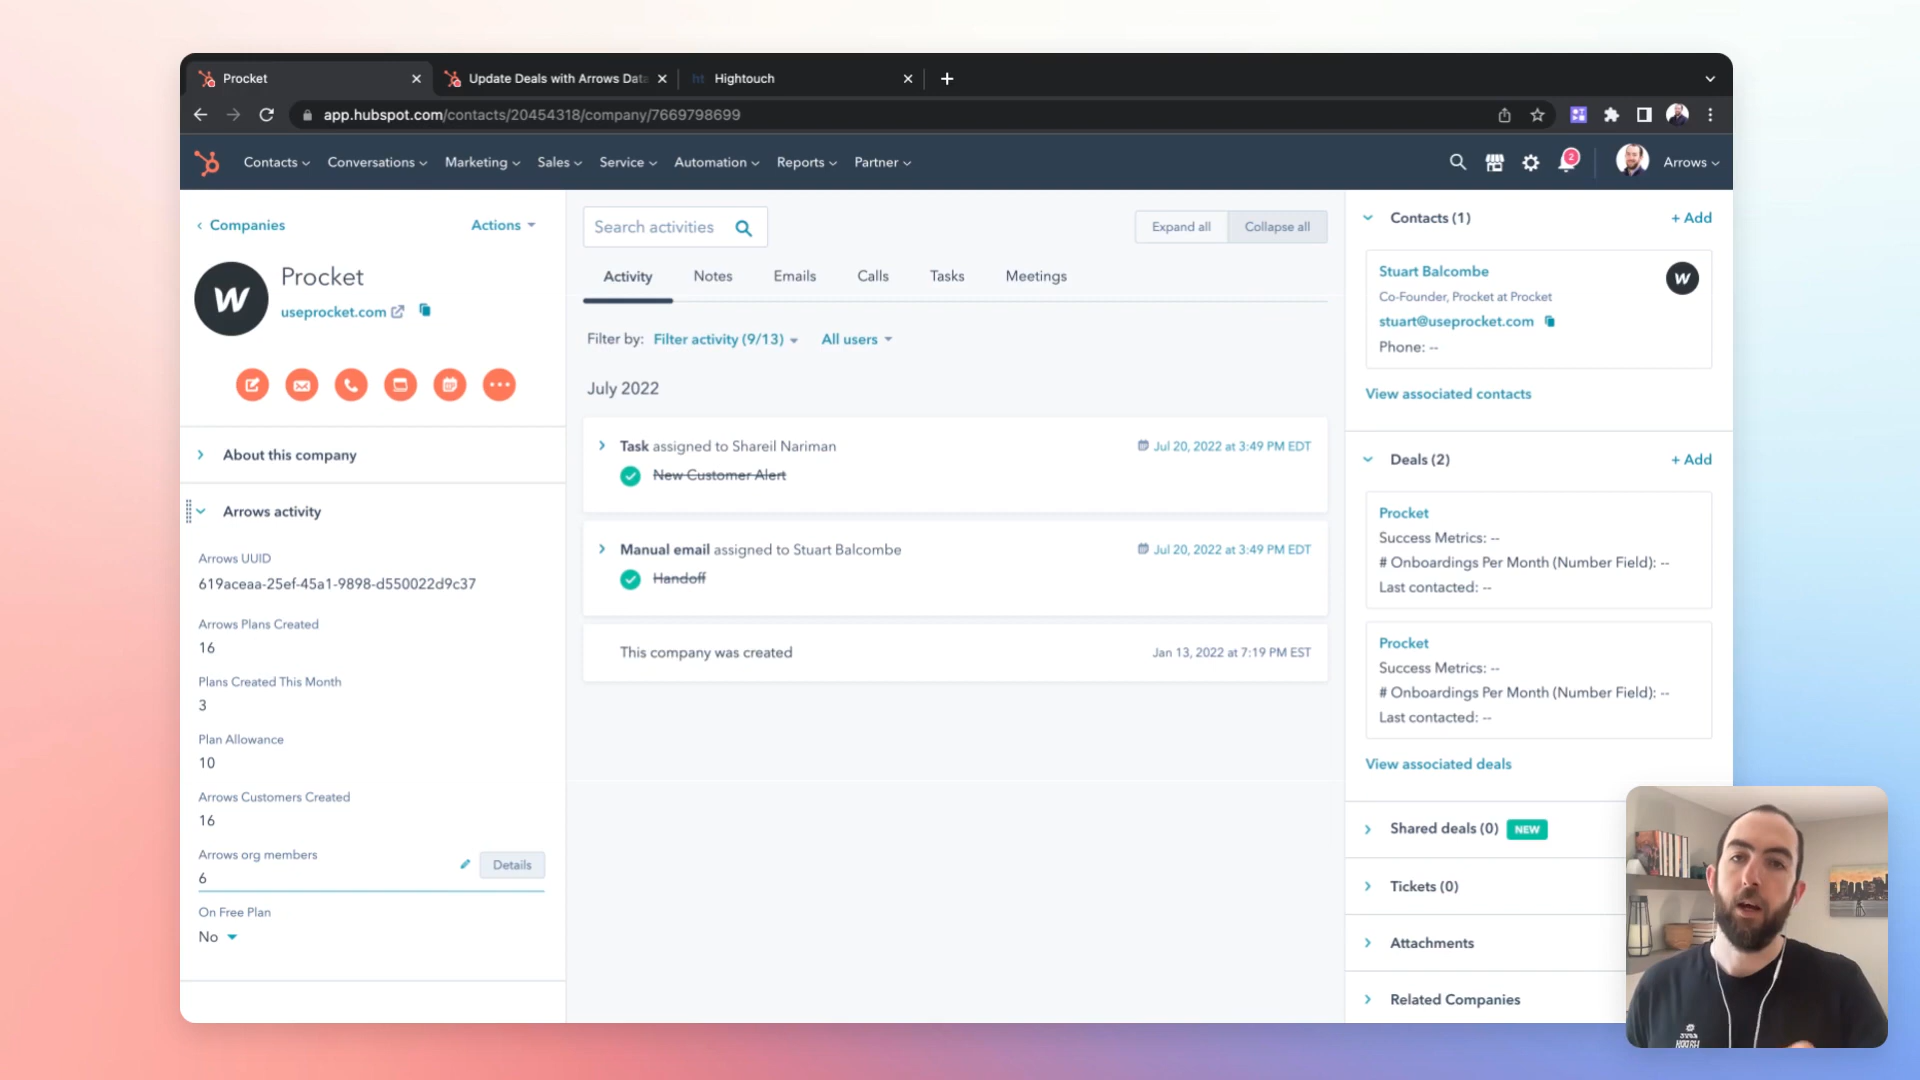 Procket
Update Deals with Arrows Data
ht Hightouch
app.hubspot.com/contacts/20454318/company/7669798699
Contacts Conversations Marketing Sales Service Automation Reports Partner
2
Arrows
Companies
Actions
W
Procket
useprocket.com
About this company
Arrows activity
Arrows UUID
619aceaa-25ef-45a1-9898-d550022d9c37
Arrows Plans Created
16
Plans Created This Month
3
Plan Allowance
10
Arrows Customers Created
16
Arrows org members
6
Details
On Free Plan
No
Search activities
Expand all Collapse all
Activity Notes Emails Calls Tasks Meetings
Filter by: Filter activity (9/13) All users
July 2022
Task assigned to Shareil Nariman
Jul 20, 2022 at 3:49 PM EDT
New Customer Alert
Manual email assigned to Stuart Balcombe
Jul 20, 2022 at 3:49 PM EDT
Handoff
This company was created
Jan 13, 2022 at 7:19 PM EST
Contacts (1)
+ Add
Stuart Balcombe
W
Co-Founder, Procket at Procket
stuart@useprocket.com
Phone: --
View associated contacts
Deals (2)
+ Add
Procket
Success Metrics: --
# Onboardings Per Month (Number Field): --
Last contacted: --
Procket
Success Metrics: --
# Onboardings Per Month (Number Field): --
Last contacted: --
View associated deals
Shared deals (0) NEW
Tickets (0)
Attachments
Related Companies